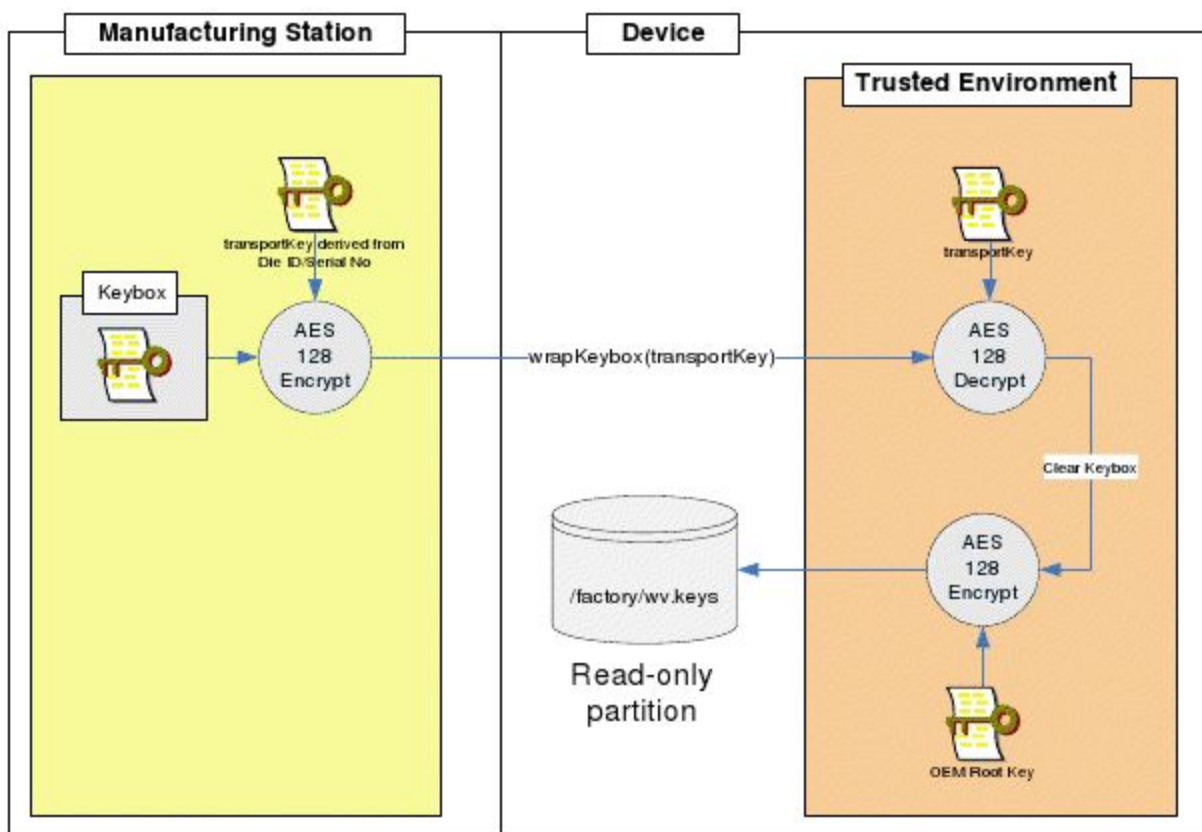 Manufacturing Station
Device
Trusted Environment
transportKey derived from
Die ID/Serial No
transportKey
Keybox
AES
128
Encrypt
wrapKeybox(transportKey)
AES
128
Decrypt
Clear Keybox
AES
128
Encrypt
/factory/wv.keys
Read-only
partition
OEM Root Key